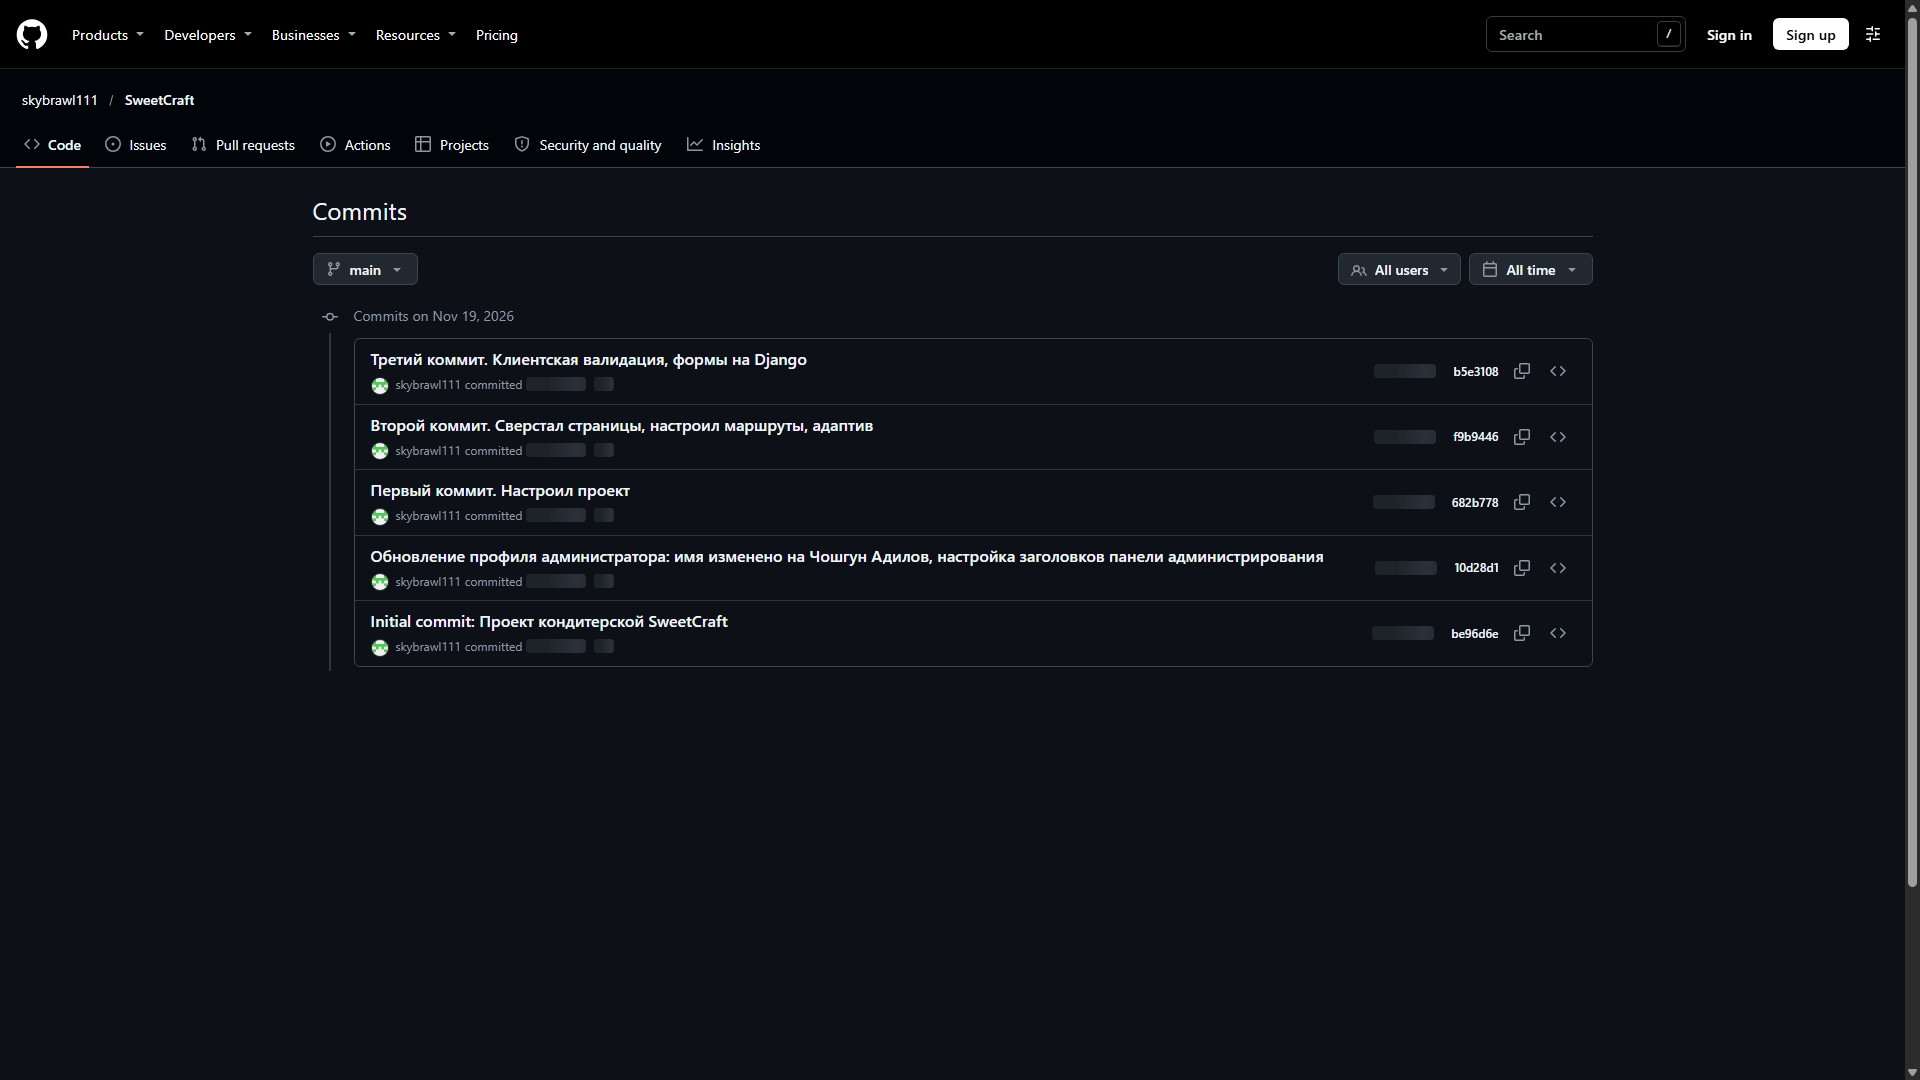 Products Developers Businesses Resources Pricing Search / Sign in Sign up
skybrawl111 / SweetCraft
Code Issues Pull requests Actions Projects Security and quality Insights
Commits
main All users All time
Commits on Nov 19, 2026
Третий коммит. Клиентская валидация, формы на Django
skybrawl111 committed
b5e3108
Второй коммит. Сверстал страницы, настроил маршруты, адаптив
skybrawl111 committed
f9b9446
Первый коммит. Настроил проект
skybrawl111 committed
682b778
Обновление профиля администратора: имя изменено на Чошгун Адилов, настройка заголовков панели администрирования
skybrawl111 committed
10d28d1
Initial commit: Проект кондитерской SweetCraft
skybrawl111 committed
be96d6e